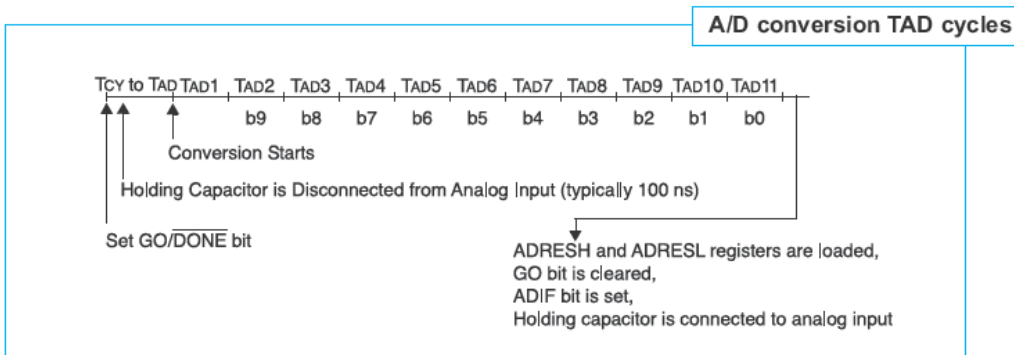 A/D conversion TAD cycles
TCY to TAD TAD1 TAD2 TAD3 TAD4 TAD5 TAD6 TAD7 TAD8 TAD9 TAD10 TAD11
b9 b8 b7 b6 b5 b4 b3 b2 b1 b0
Conversion Starts
Holding Capacitor is Disconnected from Analog Input (typically 100 ns)
Set GO/D̅O̅N̅E̅ bit
ADRESH and ADRESL registers are loaded,
GO bit is cleared,
ADIF bit is set,
Holding capacitor is connected to analog input